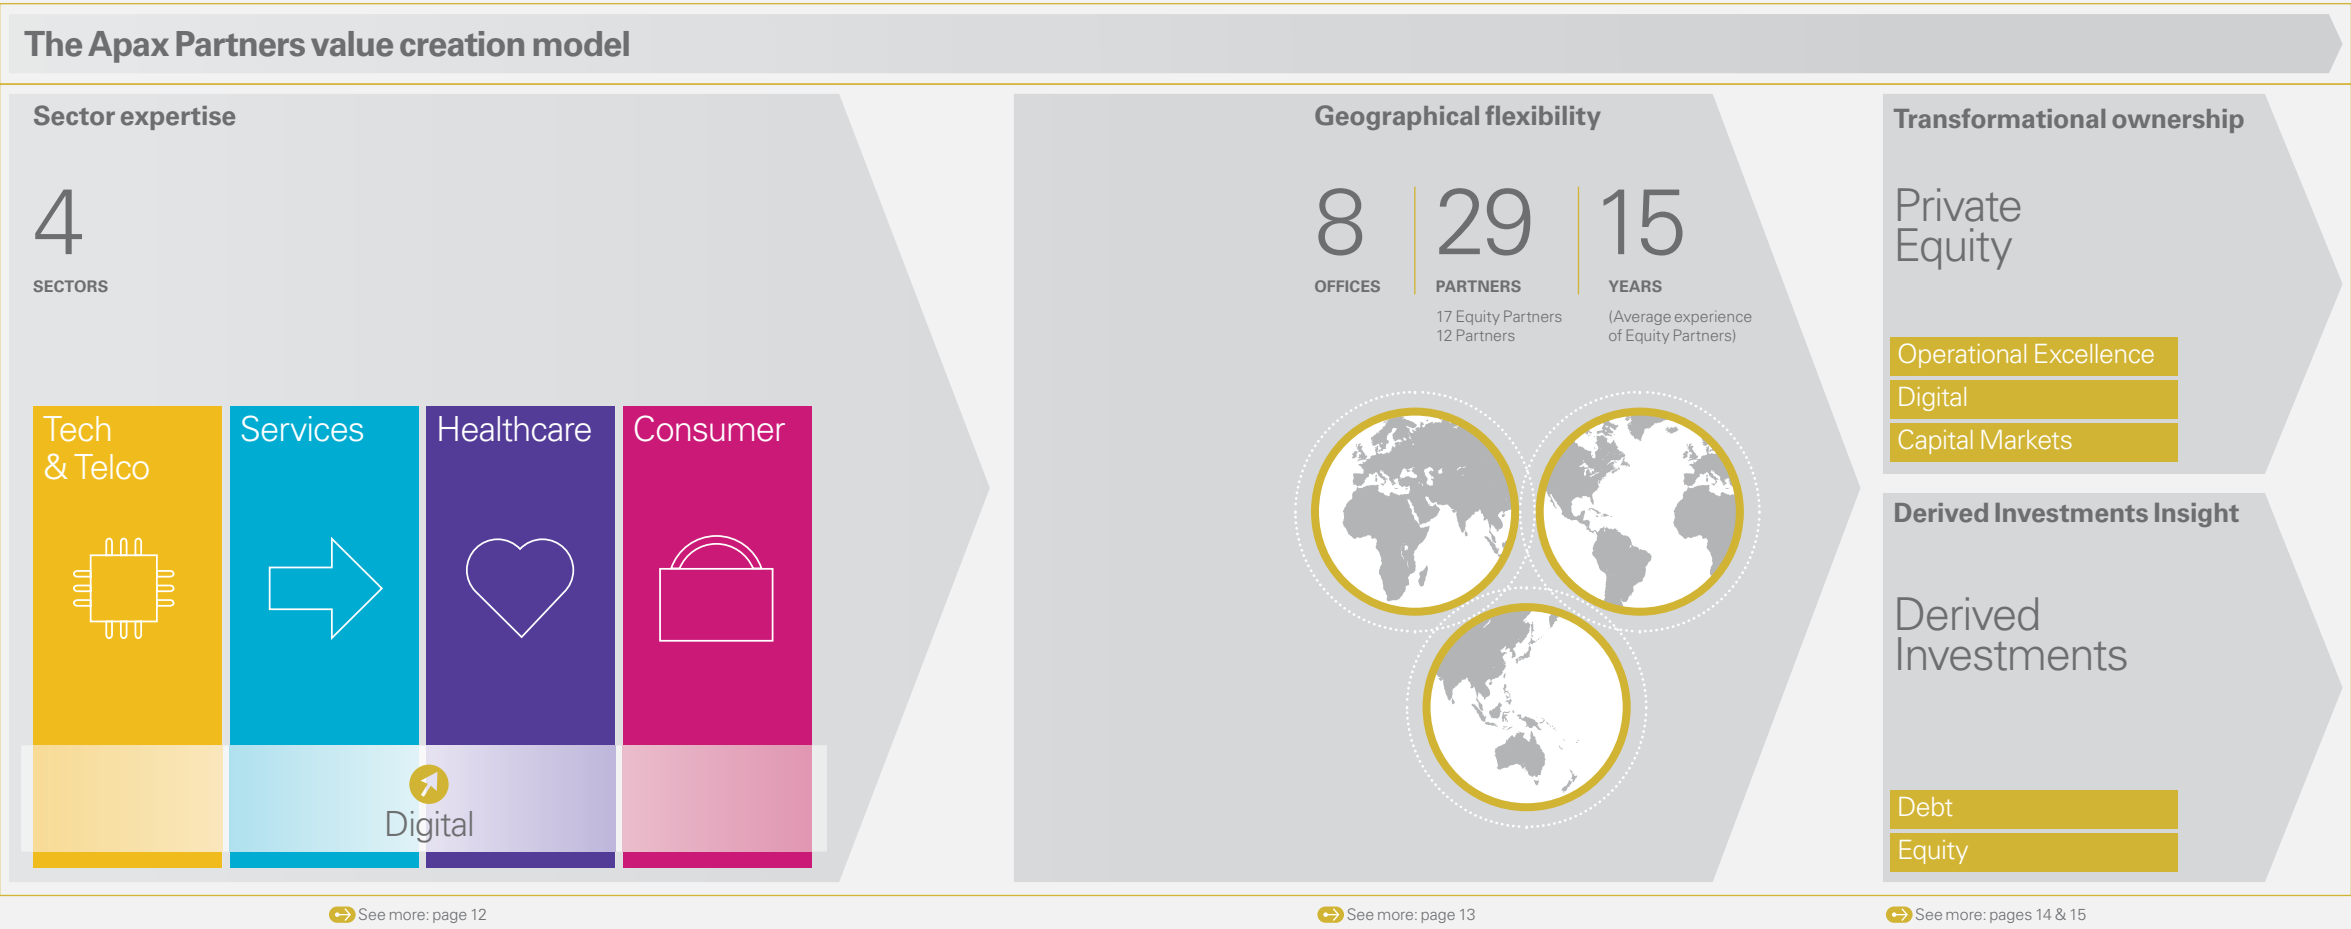 The Apax Partners value creation model
Sector expertise
4
SECTORS
Tech
& Telco
Services
Healthcare
Consumer
Digital
See more: page 12
Geographical flexibility
8
OFFICES
29
PARTNERS
17 Equity Partners
12 Partners
15
YEARS
(Average experience
of Equity Partners)
See more: page 13
Transformational ownership
Private
Equity
Operational Excellence
Digital
Capital Markets
Derived Investments Insight
Derived
Investments
Debt
Equity
See more: pages 14 & 15